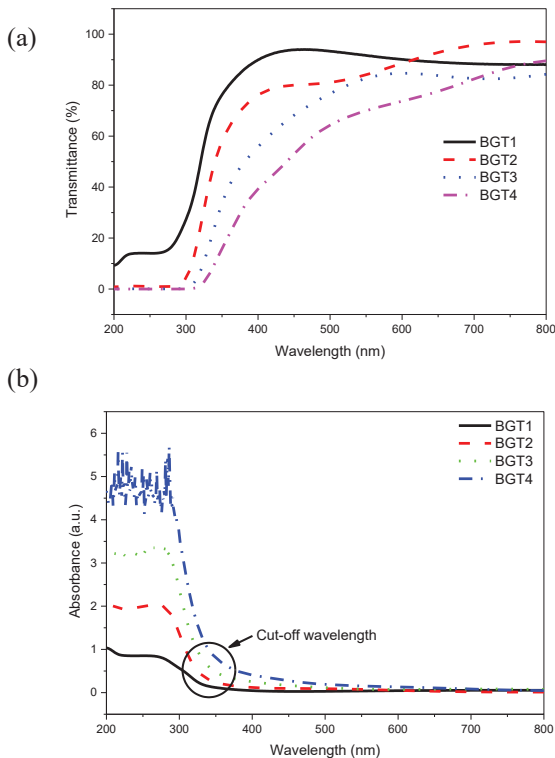 (a)
100
80
60
40
20
0
Transmittance (%)
BGT1
BGT2
BGT3
BGT4
200 300 400 500 600 700 800
Wavelength (nm)
(b)
6
5
4
3
2
1
0
Absorbance (a.u.)
BGT1
BGT2
BGT3
BGT4
Cut-off wavelength
200 300 400 500 600 700 800
Wavelength (nm)